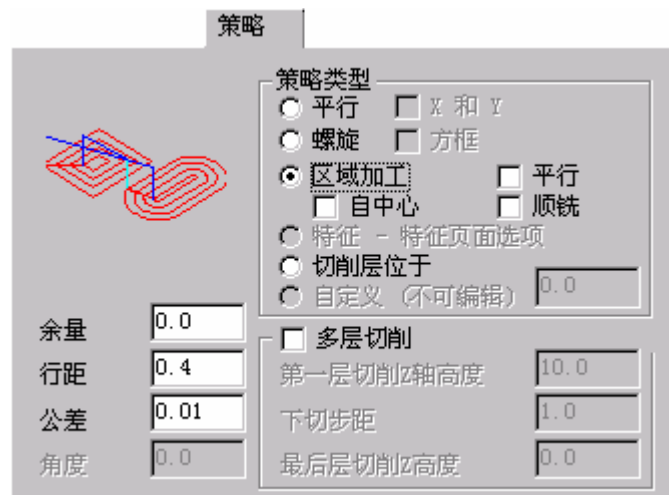 策略
策略类型
平行 X 和 Y
螺旋 方框
区域加工 平行
自中心 顺铣
特征 - 特征页面选项
切削层位于
自定义 (不可编辑) 0.0
余量 0.0
行距 0.4
公差 0.01
角度 0.0
多层切削
第一层切削Z轴高度 10.0
下切步距 1.0
最后层切削Z高度 0.0